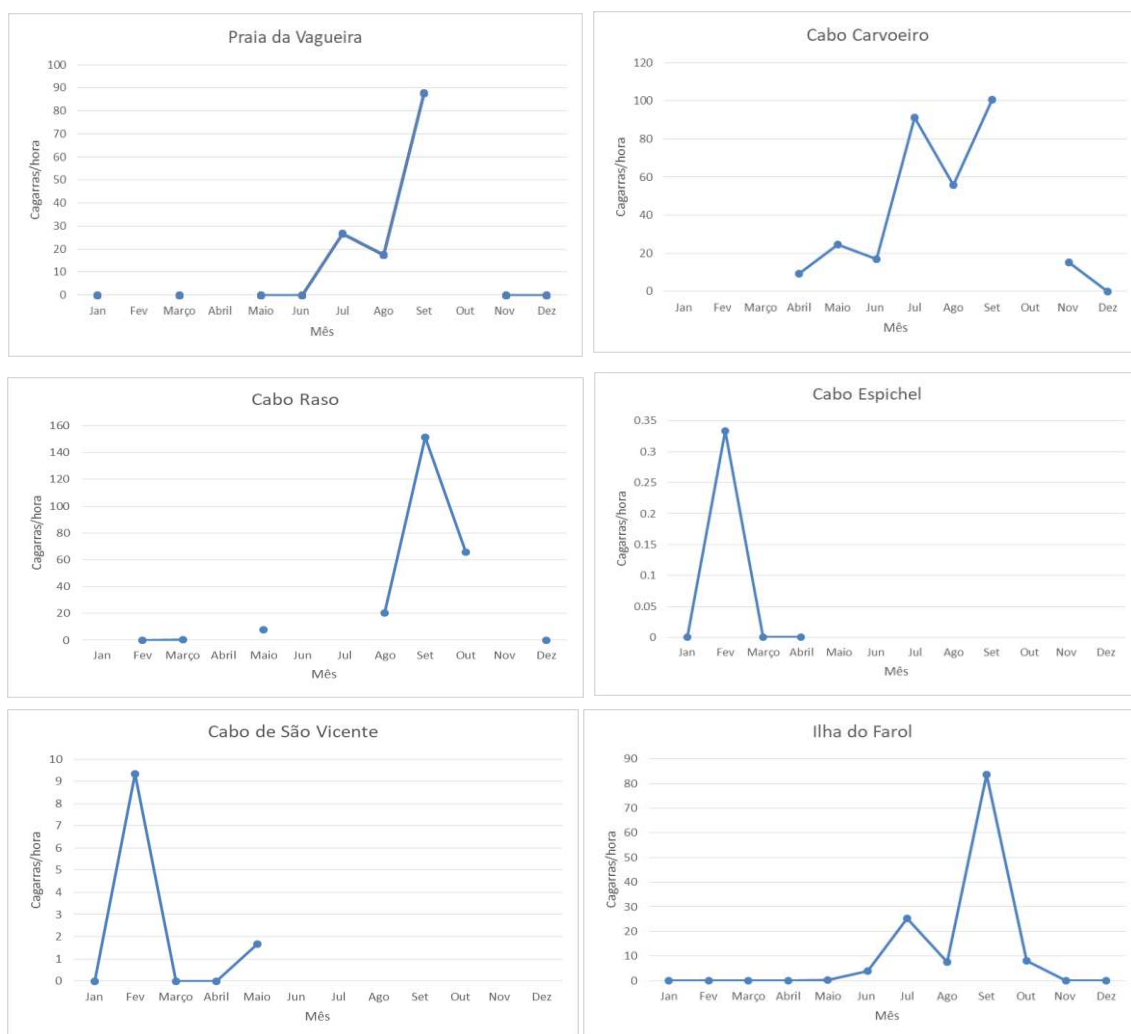 Praia da Vagueira
100
90
80
70
60
50
40
30
20
10
0
Cagarras/hora
Jan Fev Março Abril Maio Jun Jul Ago Set Out Nov Dez
Mês
Cabo Carvoeiro
120
100
80
60
40
20
0
Cagarras/hora
Jan Fev Março Abril Maio Jun Jul Ago Set Out Nov Dez
Mês
Cabo Raso
160
140
120
100
80
60
40
20
0
Cagarras/hora
Jan Fev Março Abril Maio Jun Jul Ago Set Out Nov Dez
Mês
Cabo Espichel
0.35
0.3
0.25
0.2
0.15
0.1
0.05
0
Cagarras/hora
Jan Fev Março Abril Maio Jun Jul Ago Set Out Nov Dez
Mês
Cabo de São Vicente
10
9
8
7
6
5
4
3
2
1
0
Cagarras/hora
Jan Fev Março Abril Maio Jun Jul Ago Set Out Nov Dez
Mês
Ilha do Farol
90
80
70
60
50
40
30
20
10
0
Cagarras/hora
Jan Fev Março Abril Maio Jun Jul Ago Set Out Nov Dez
Mês